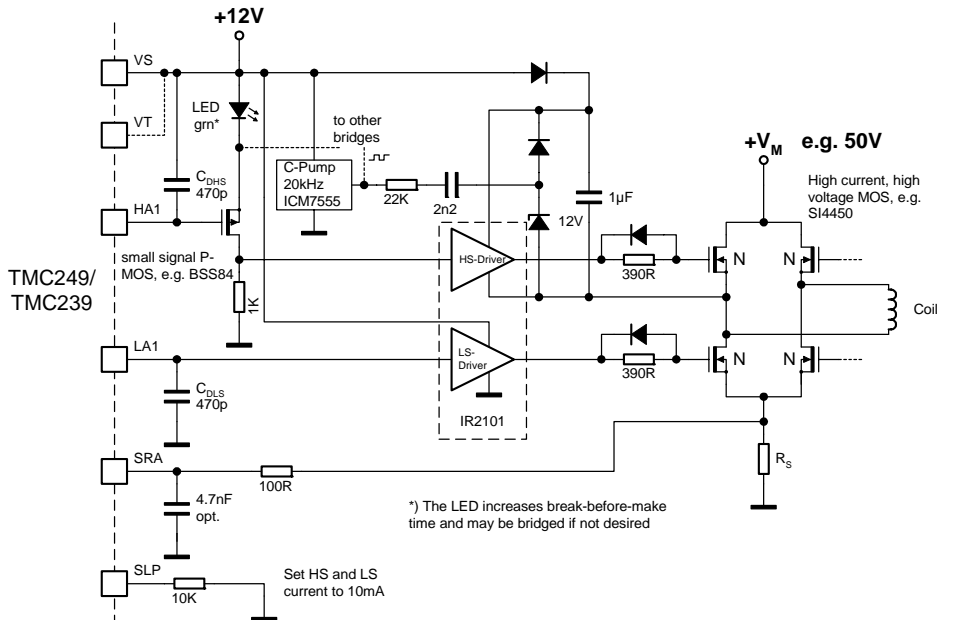 +12V
VS
VT
LED
grn*
to other
bridges
C-Pump
20kHz
ICM7555
22K
2n2
1µF
12V
+VM e.g. 50V
High current, high
voltage MOS, e.g.
SI4450
CDHS
470p
HA1
small signal P-
MOS, e.g. BSS84
TMC249/
TMC239
1K
HS-Driver
390R
N
N
Coil
LA1
CDLS
470p
LS-
Driver
390R
N
N
IR2101
SRA
100R
4.7nF
opt.
RS
*) The LED increases break-before-make
time and may be bridged if not desired
SLP
10K
Set HS and LS
current to 10mA